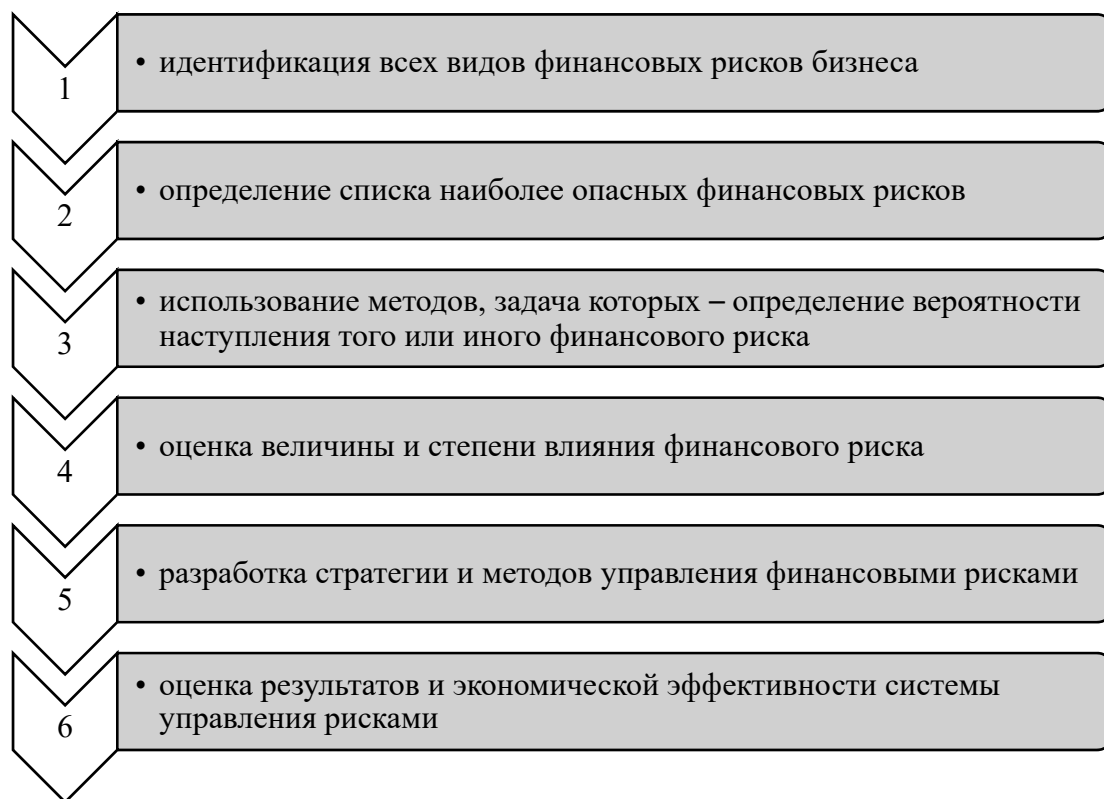 1
• идентификация всех видов финансовых рисков бизнеса
2
• определение списка наиболее опасных финансовых рисков
3
• использование методов, задача которых – определение вероятности
наступления того или иного финансового риска
4
• оценка величины и степени влияния финансового риска
5
• разработка стратегии и методов управления финансовыми рисками
6
• оценка результатов и экономической эффективности системы
управления рисками